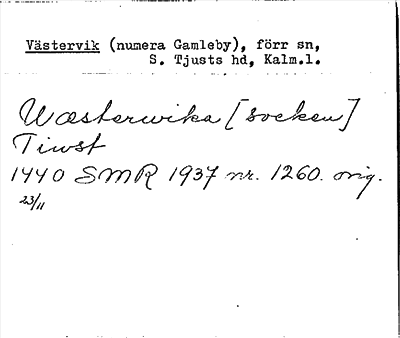 Västervik (numera Gamleby), förr sn,
S. Tjusts hd, Kalm.l.
Wæsterwika [socken]
Tiwst
1440 SMR 1937 nr. 1260. orig.
23/11